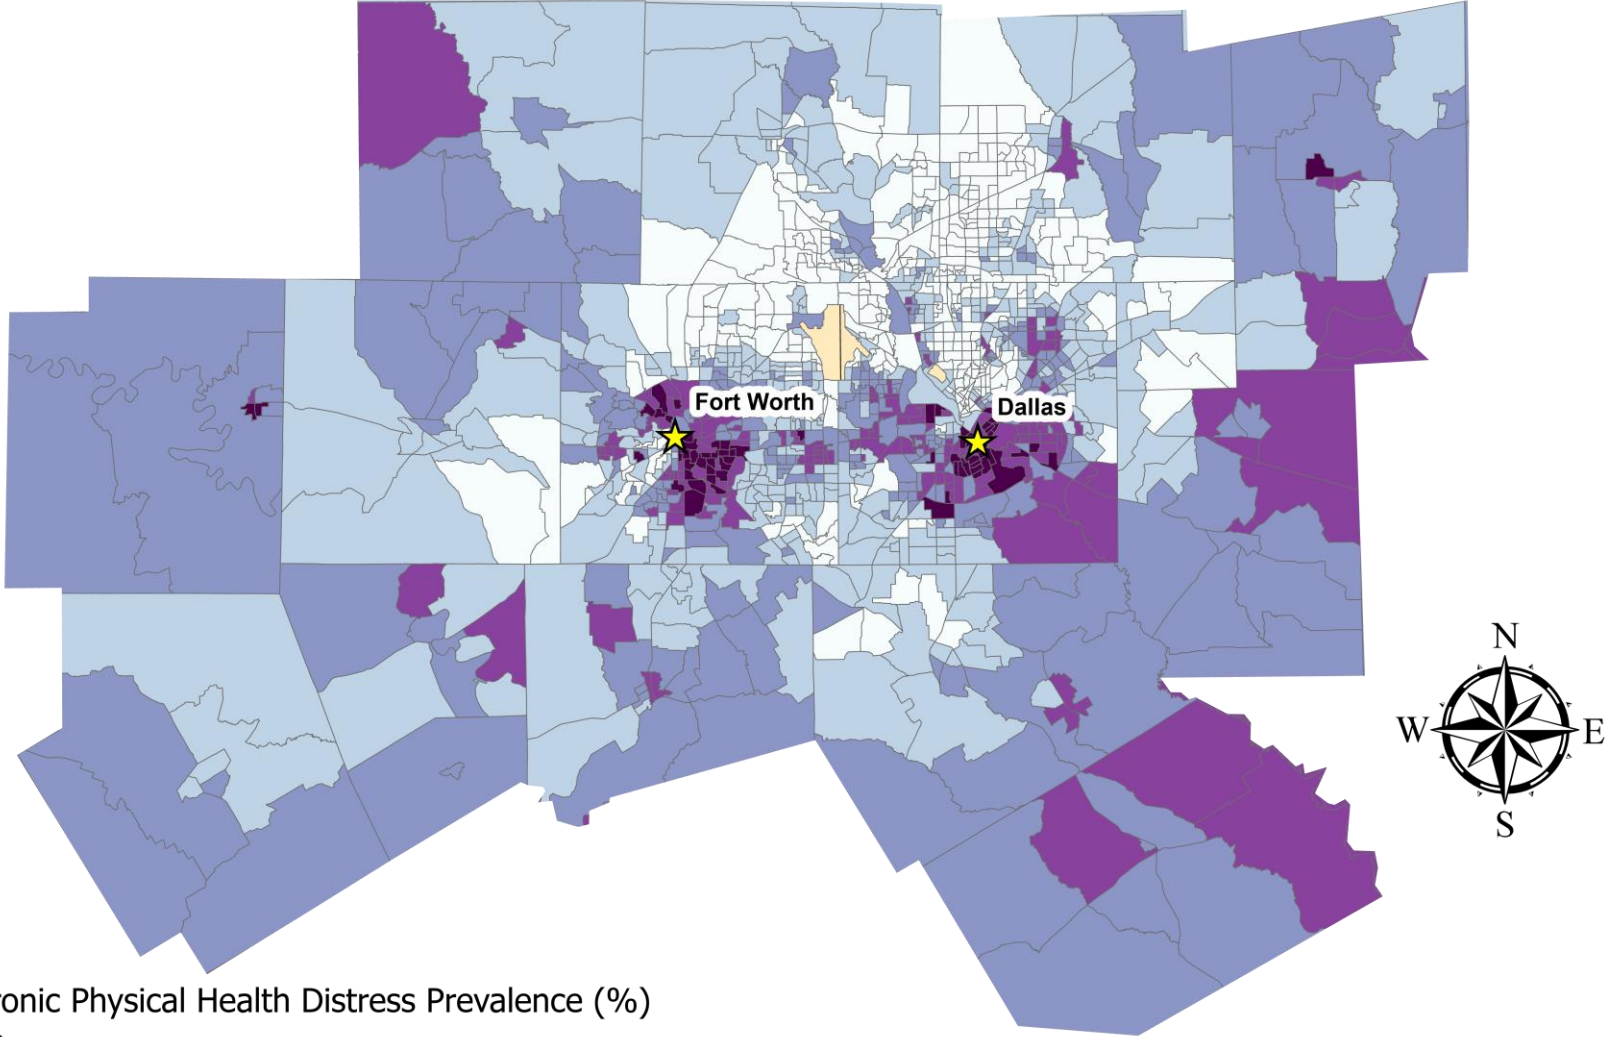 Fort Worth
Dallas
N
W
E
S
ronic Physical Health Distress Prevalence (%)